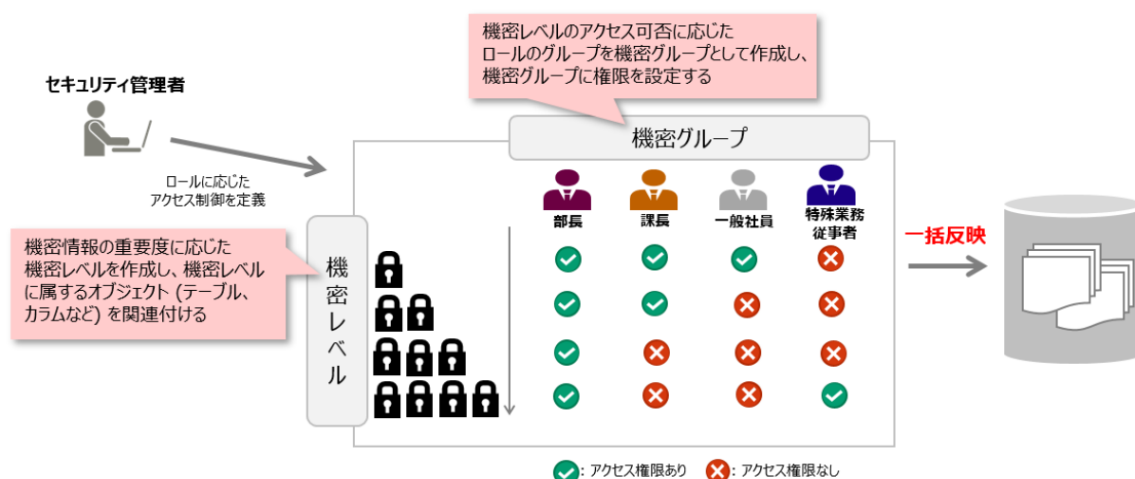 機密レベルのアクセス可否に応じた
ロールのグループを機密グループとして作成し、
機密グループに権限を設定する
セキュリティ管理者
ロールに応じた
アクセス制御を定義
機密グループ
部長
課長
一般社員
特殊業務
従事者
機密情報の重要度に応じた
機密レベルを作成し、機密レベル
に属するオブジェクト (テーブル、
カラムなど) を関連付ける
機密レベル
一括反映
: アクセス権限あり
: アクセス権限なし